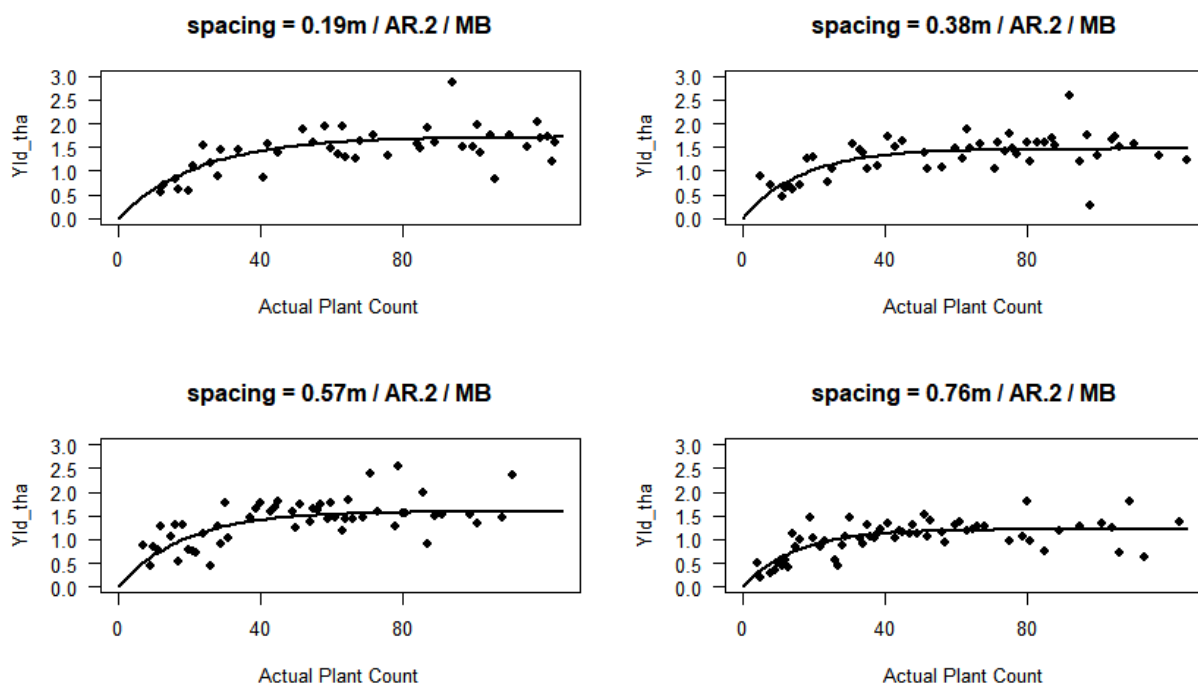 spacing = 0.19m / AR.2 / MB
3.0
2.5
2.0
1.5
1.0
0.5
0.0
Yld_tha
0 40 80
Actual Plant Count
spacing = 0.38m / AR.2 / MB
3.0
2.5
2.0
1.5
1.0
0.5
0.0
Yld_tha
0 40 80
Actual Plant Count
spacing = 0.57m / AR.2 / MB
3.0
2.5
2.0
1.5
1.0
0.5
0.0
Yld_tha
0 40 80
Actual Plant Count
spacing = 0.76m / AR.2 / MB
3.0
2.5
2.0
1.5
1.0
0.5
0.0
Yld_tha
0 40 80
Actual Plant Count